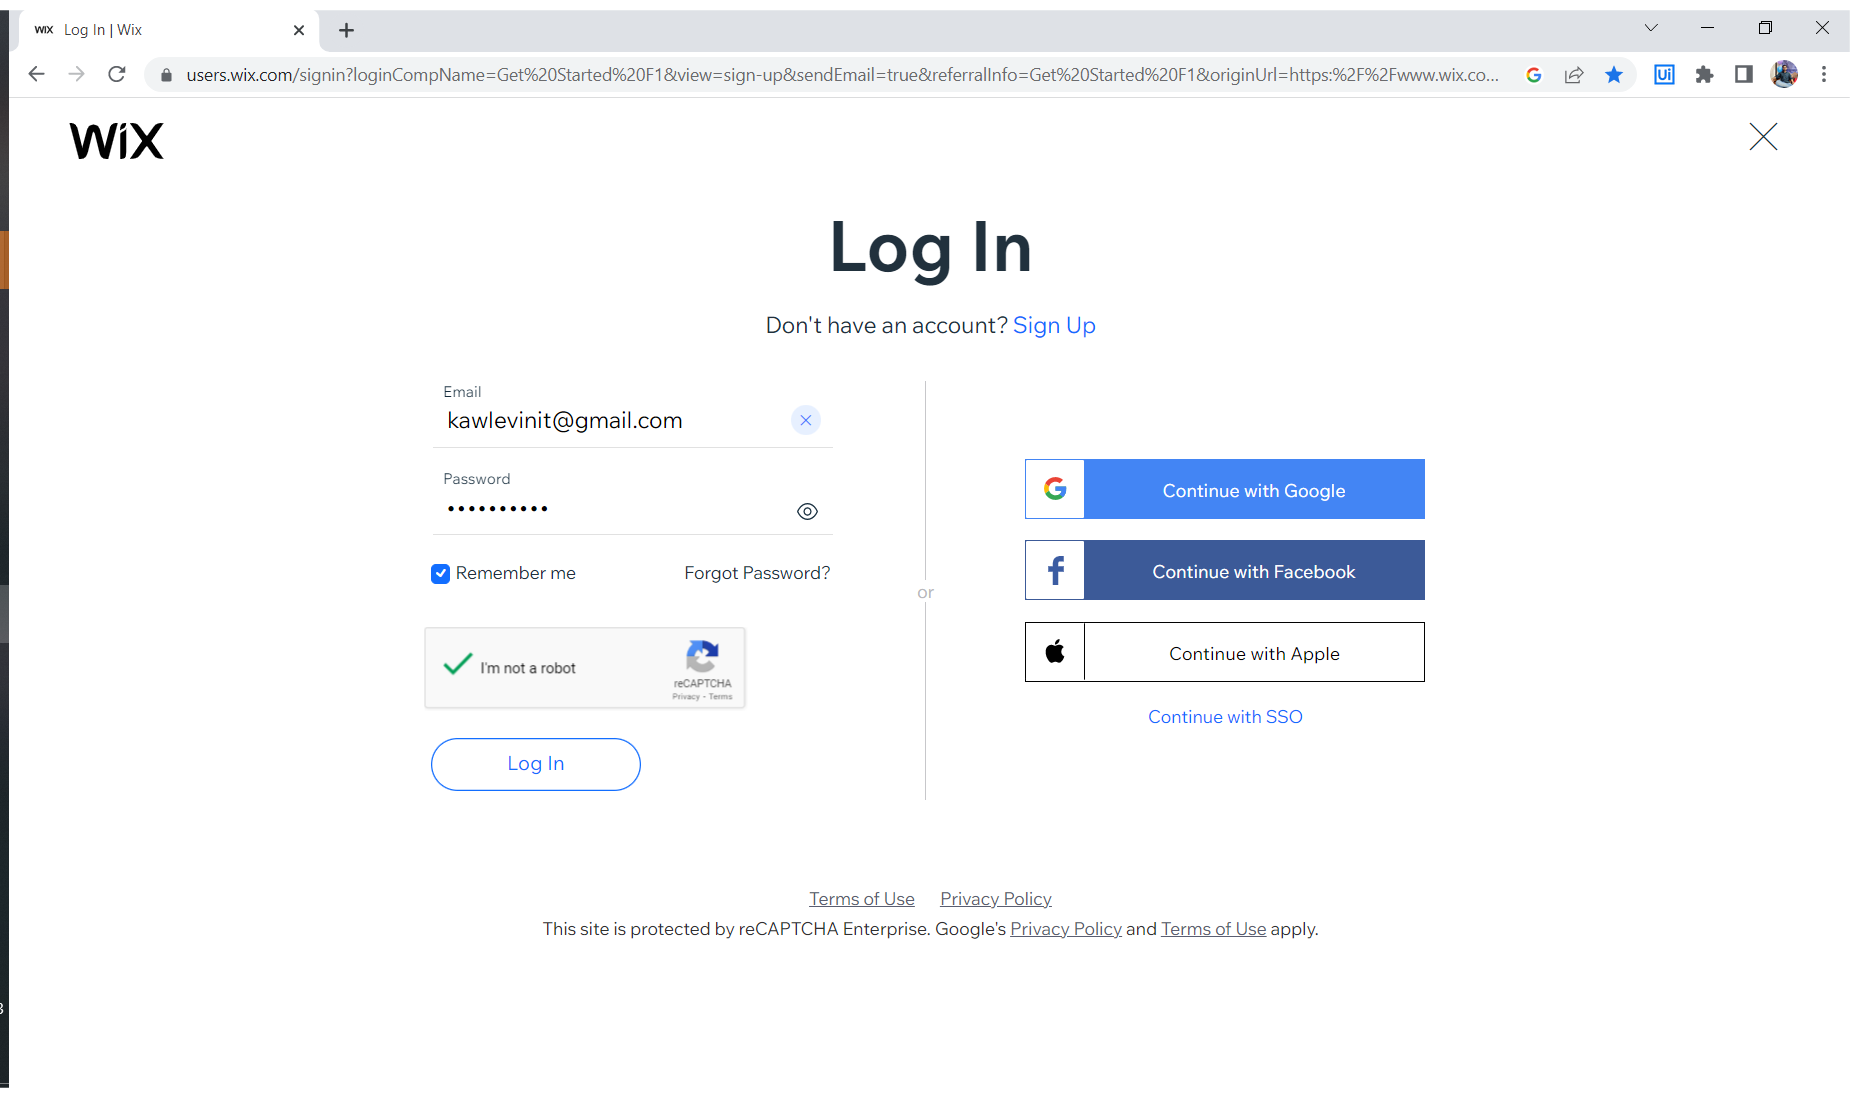 WIX Log In | Wix
users.wix.com/signin?loginCompName=Get%20Started%20F1&view=sign-up&sendEmail=true&referralInfo=Get%20Started%20F1&originUrl=https:%2F%2Fwww.wix.co...
Ui
WiX
Log In
Don't have an account? Sign Up
Email
kawlevinit@gmail.com
Password
••••••••••
Remember me Forgot Password?
I'm not a robot
reCAPTCHA
Privacy - Terms
Log In
or
Continue with Google
Continue with Facebook
Continue with Apple
Continue with SSO
Terms of Use Privacy Policy
This site is protected by reCAPTCHA Enterprise. Google's Privacy Policy and Terms of Use apply.